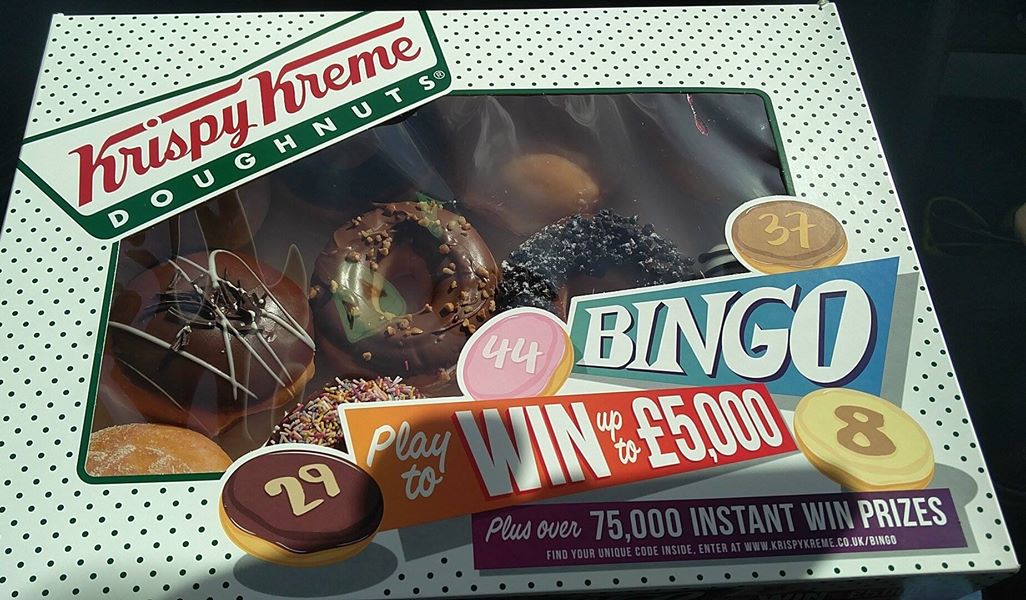 Krispy Kreme
DOUGHNUTS®
37
BINGO
44
8
Play to WIN up to £5,000
29
Plus over 75,000 INSTANT WIN PRIZES
FIND YOUR UNIQUE CODE INSIDE, ENTER AT WWW.KRISPYKREME.CO.UK/BINGO